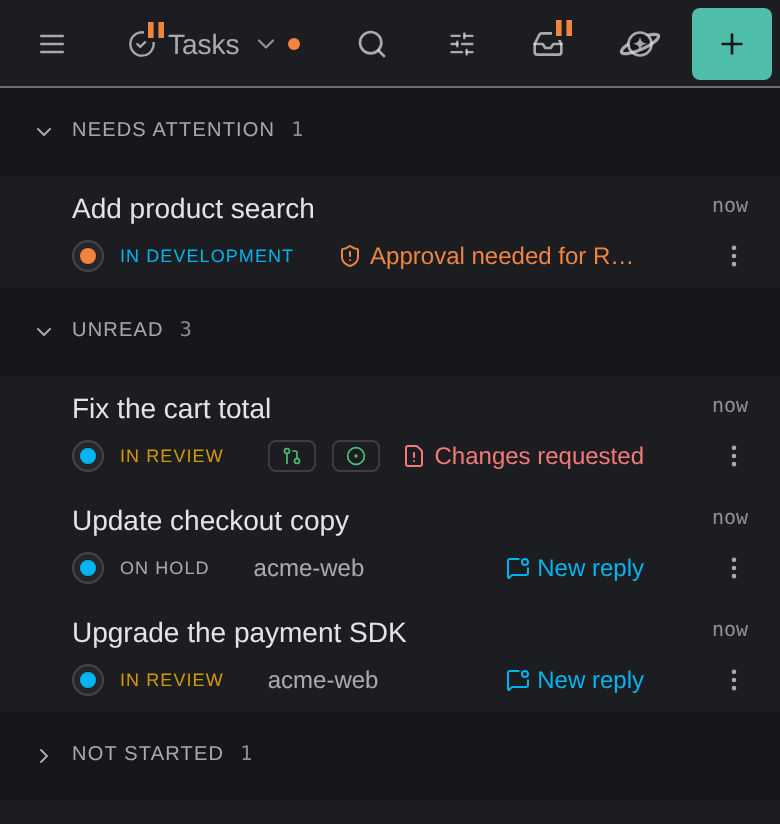 Tasks
NEEDS ATTENTION 1
Add product search now
IN DEVELOPMENT Approval needed for R…
UNREAD 3
Fix the cart total now
IN REVIEW Changes requested
Update checkout copy now
ON HOLD acme-web New reply
Upgrade the payment SDK now
IN REVIEW acme-web New reply
NOT STARTED 1